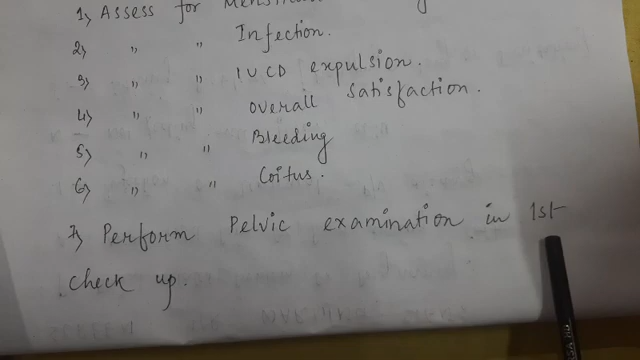 1) Assess for
2) " " Infection.
3) " " IUCD expulsion.
4) " " overall satisfaction.
5) " " Bleeding
6) " " Coitus.
7) Perform Pelvic examination in 1st
check up.